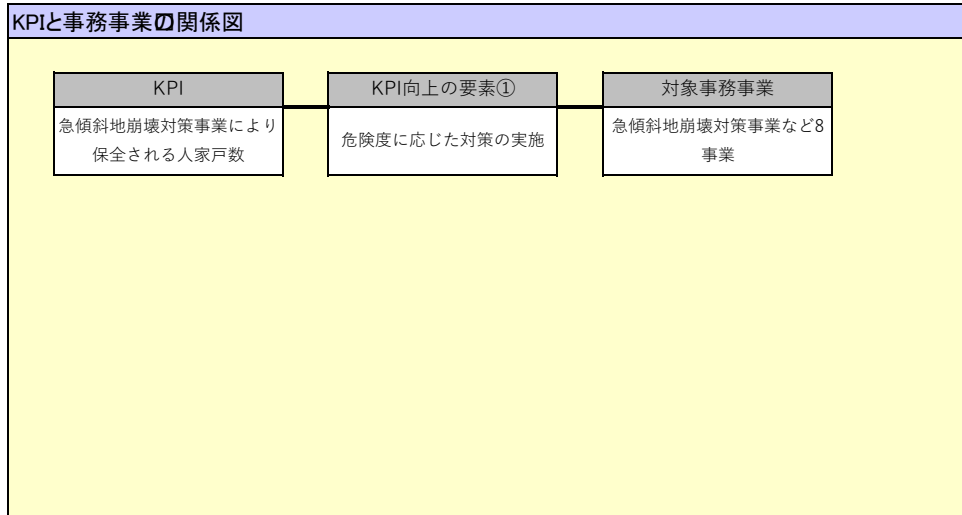 KPIと事務事業の関係図
KPI
急傾斜地崩壊対策事業により
保全される人家戸数
KPI向上の要素①
危険度に応じた対策の実施
対象事務事業
急傾斜地崩壊対策事業など8
事業